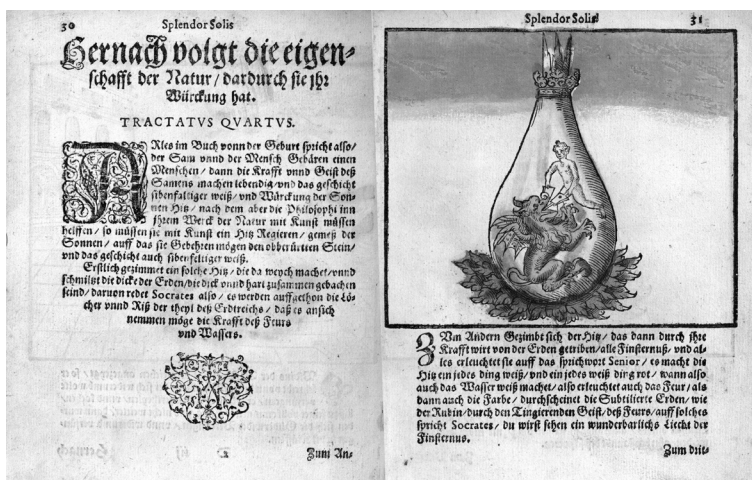 30
Splendor Solis
Hernach volgt die eigen-
schafft der Natur / dardurch sie jhr
Würckung hat.
TRACTATVS QVARTVS.
ARles im Buch vonn der Geburt spricht also/
der Sam vnnd der Mensch Gebären einen
Menschen / dann die Krafft vnnd Geist deß
Samens machen lebendig/vnd das geschicht
sibenfaltiger weiß/ vnd Würckung der Son-
nen Hitz / nach dem aber die Philosophi inn
jhrem Werck der Natur mit Kunst müssen
helffen / so müssen sie mit Kunst ein Hitz Regieren / gemeß der
Sonnen / auff das sie Gebehren mögen den obberürten Stein/
vnd das geschicht auch sibenfeltiger weiß.
Erstlich gezimmet ein solche Hitz / die da weych machet/vnnd
schmiltzt die dicke der Erden/die dick vnnd hart zusammen gebachen
seind/ daruon redet Socrates also / es werden auffgethon die Lö-
cher vnnd Riß der theyl deß Erdtreichs / daß es an sich
nemmen möge die Krafft deß Feurs
vnd Wassers.
Zum An-
Splendor Solis
31
ZVm Andern Gezimbt sich der Hitz / das dann durch jhre
Krafft wirt von der Erden getriben/alle Finsternuß/ vnd al-
les erleuchtet sie auff das sprichwort Senior / es macht die
Hitz ein jedes ding weiß/vnd ein jedes weiß ding rot / wann also
auch das Wasser weiß machet/also erleuchtet auch das Feur / als
dann auch die Farbe / durchscheinet die Subtilierte Erden / wie
der Rubin / durch den Tingierenden Geist / deß Feurs/auff solches
spricht Socrates / du wirst sehen ein wunderbarlichs Liecht der
Finsternus.
Zum drit-